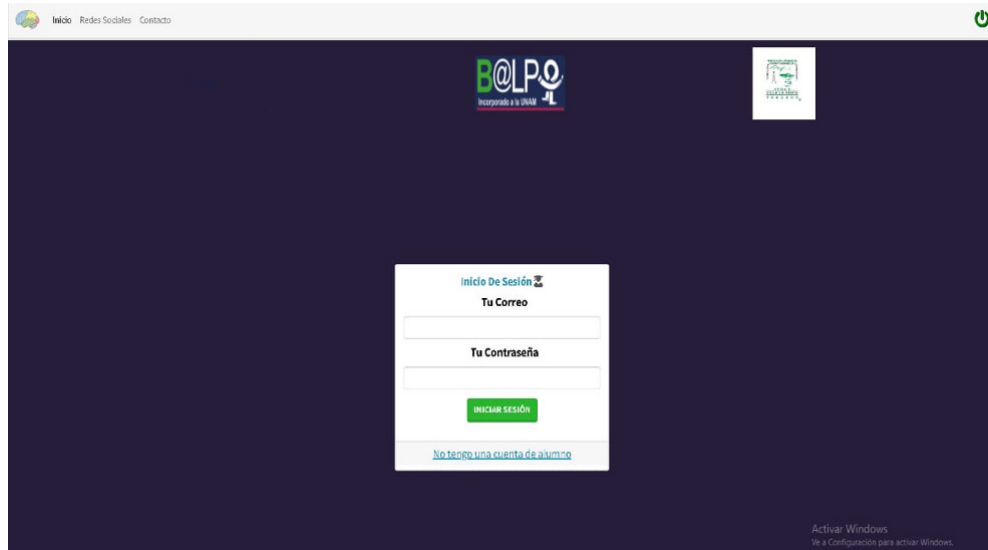 Inicio Redes Sociales Contacto
B@LP
Incorporado a la UNAM
Inicio De Sesión
Tu Correo
Tu Contraseña
INICIAR SESIÓN
No tengo una cuenta de alumno
Activar Windows
Ve a Configuración para activar Windows.